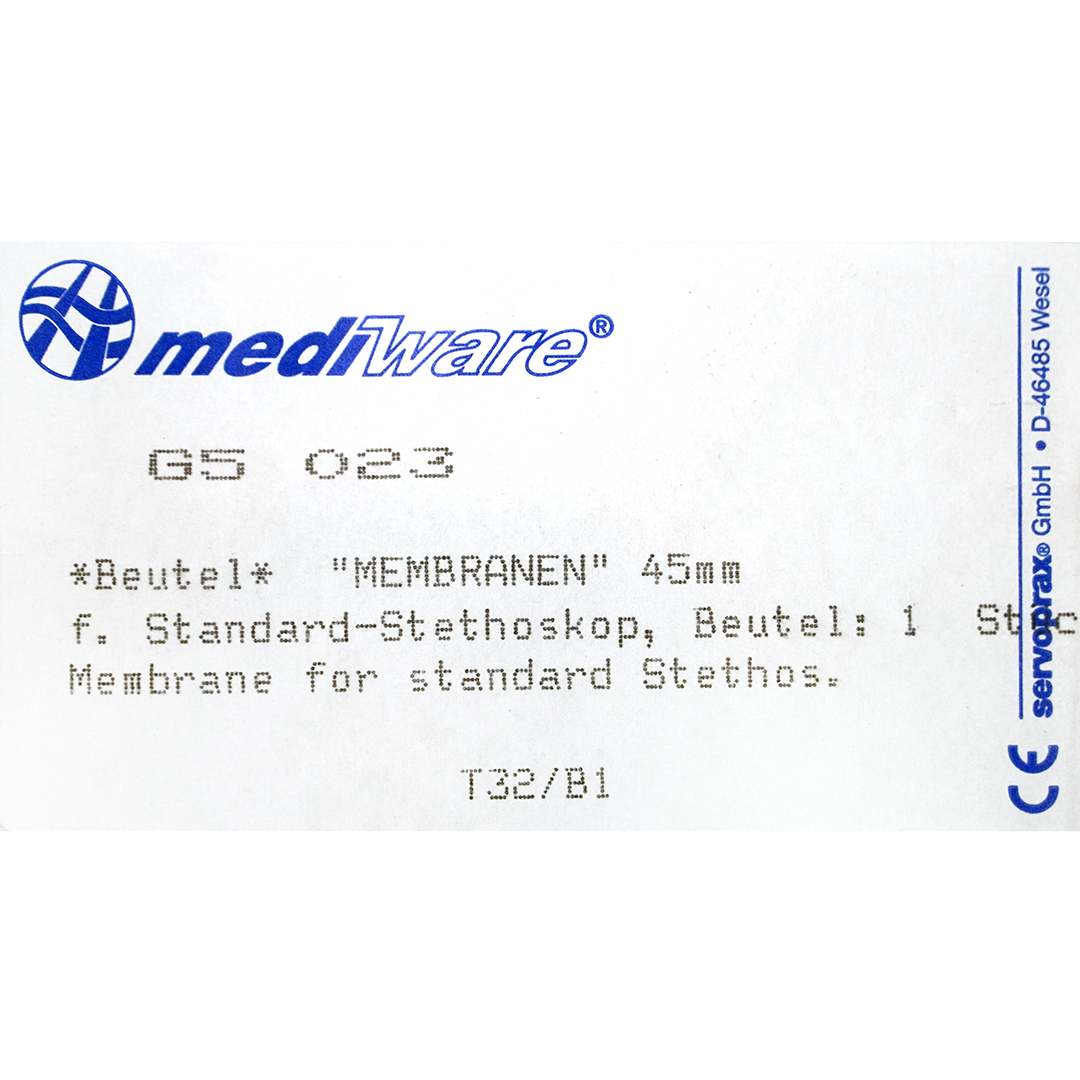 mediware®
G5 023
*Beutel* "MEMBRANEN" 45mm
f. Standard-Stethoskop, Beutel: 1
Membrane for standard Stethos.
T32/B1
servoprax® GmbH • D-46485 Wesel
CE